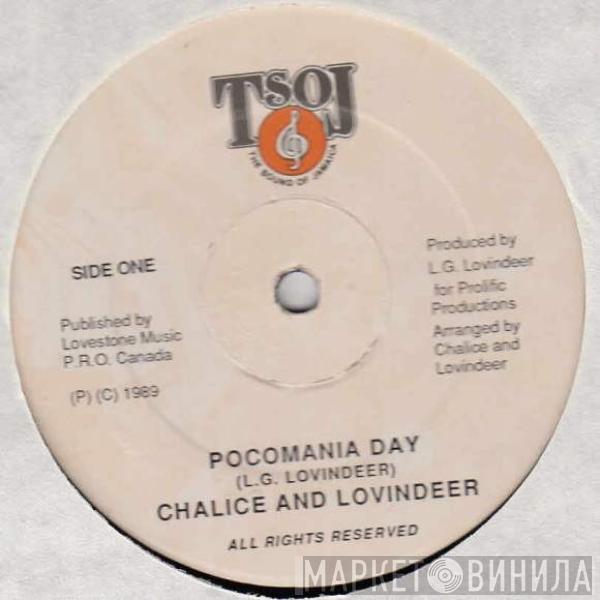 TSOJ
THE SOUND OF JAMAICA
SIDE ONE
Published by
Lovestone Music
P.R.O. Canada
(P) (C) 1989
Produced by
L.G. Lovindeer
for Prolific
Productions
Arranged by
Chalice and
Lovindeer
POCOMANIA DAY
(L.G. LOVINDEER)
CHALICE AND LOVINDEER
ALL RIGHTS RESERVED
МАРКЕТ ВИНИЛА